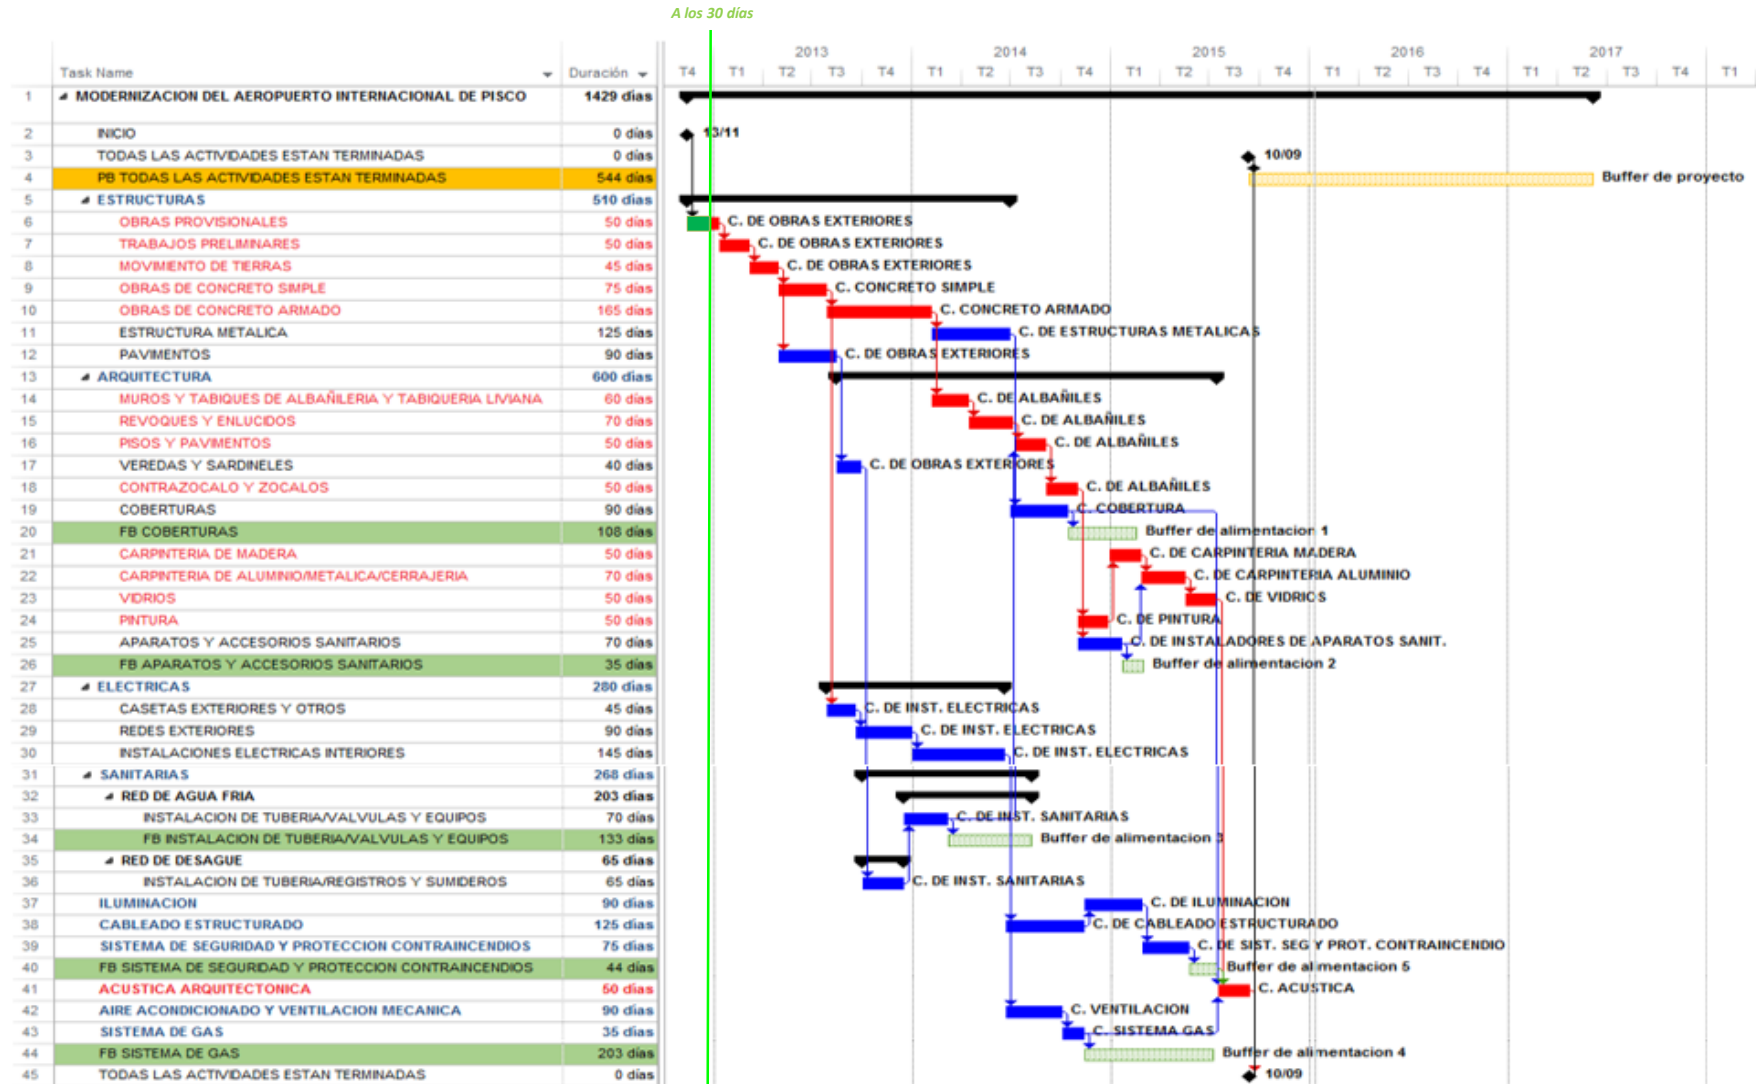 A los 30 días
2013 2014 2015 2016 2017
Task Name Duración T4 T1 T2 T3 T4 T1 T2 T3 T4 T1 T2 T3 T4 T1 T2 T3 T4 T1 T2 T3 T4 T1
1 MODERNIZACION DEL AEROPUERTO INTERNACIONAL DE PISCO 1429 días
2 INICIO 0 días 13/11
3 TODAS LAS ACTIVIDADES ESTAN TERMINADAS 0 días 10/09
4 PB TODAS LAS ACTIVIDADES ESTAN TERMINADAS 544 días Buffer de proyecto
5 ESTRUCTURAS 510 días
6 OBRAS PROVISIONALES 50 días C. DE OBRAS EXTERIORES
7 TRABAJOS PRELIMINARES 50 días C. DE OBRAS EXTERIORES
8 MOVIMIENTO DE TIERRAS 45 días C. DE OBRAS EXTERIORES
9 OBRAS DE CONCRETO SIMPLE 75 días C. CONCRETO SIMPLE
10 OBRAS DE CONCRETO ARMADO 165 días C. CONCRETO ARMADO
11 ESTRUCTURA METALICA 125 días C. DE ESTRUCTURAS METALICAS
12 PAVIMENTOS 90 días C. DE OBRAS EXTERIORES
13 ARQUITECTURA 600 días
14 MUROS Y TABIQUES DE ALBAÑILERIA Y TABIQUERIA LIVIANA 60 días C. DE ALBAÑILES
15 REVOQUES Y ENLUCIDOS 70 días C. DE ALBAÑILES
16 PISOS Y PAVIMENTOS 50 días C. DE ALBAÑILES
17 VEREDAS Y SARDINELES 40 días C. DE OBRAS EXTERIORES
18 CONTRAZOCALO Y ZOCALOS 50 días C. DE ALBAÑILES
19 COBERTURAS 90 días C. COBERTURA
20 FB COBERTURAS 108 días Buffer de alimentacion 1
21 CARPINTERIA DE MADERA 50 días C. DE CARPINTERIA MADERA
22 CARPINTERIA DE ALUMINIO/METALICA/CERRAJERIA 70 días C. DE CARPINTERIA ALUMINIO
23 VIDRIOS 50 días C. DE VIDRIOS
24 PINTURA 50 días C. DE PINTURA
25 APARATOS Y ACCESORIOS SANITARIOS 70 días C. DE INSTALADORES DE APARATOS SANIT.
26 FB APARATOS Y ACCESORIOS SANITARIOS 35 días Buffer de alimentacion 2
27 ELECTRICAS 280 días
28 CASETAS EXTERIORES Y OTROS 45 días C. DE INST. ELECTRICAS
29 REDES EXTERIORES 90 días C. DE INST. ELECTRICAS
30 INSTALACIONES ELECTRICAS INTERIORES 145 días C. DE INST. ELECTRICAS
31 SANITARIAS 268 días
32 RED DE AGUA FRIA 203 días
33 INSTALACION DE TUBERIA/VALVULAS Y EQUIPOS 70 días C. DE INST. SANITARIAS
34 FB INSTALACION DE TUBERIA/VALVULAS Y EQUIPOS 133 días Buffer de alimentacion 3
35 RED DE DESAGUE 65 días
36 INSTALACION DE TUBERIA/REGISTROS Y SUMIDEROS 65 días C. DE INST. SANITARIAS
37 ILUMINACION 90 días C. DE ILUMINACION
38 CABLEADO ESTRUCTURADO 125 días C. DE CABLEADO ESTRUCTURADO
39 SISTEMA DE SEGURIDAD Y PROTECCION CONTRAINCENDIOS 75 días C. DE SIST. SEG Y PROT. CONTRAINCENDIO
40 FB SISTEMA DE SEGURIDAD Y PROTECCION CONTRAINCENDIOS 44 días Buffer de alimentacion 5
41 ACUSTICA ARQUITECTONICA 50 días C. ACUSTICA
42 AIRE ACONDICIONADO Y VENTILACION MECANICA 90 días C. VENTILACION
43 SISTEMA DE GAS 35 días C. SISTEMA GAS
44 FB SISTEMA DE GAS 203 días Buffer de alimentacion 4
45 TODAS LAS ACTIVIDADES ESTAN TERMINADAS 0 días 10/09